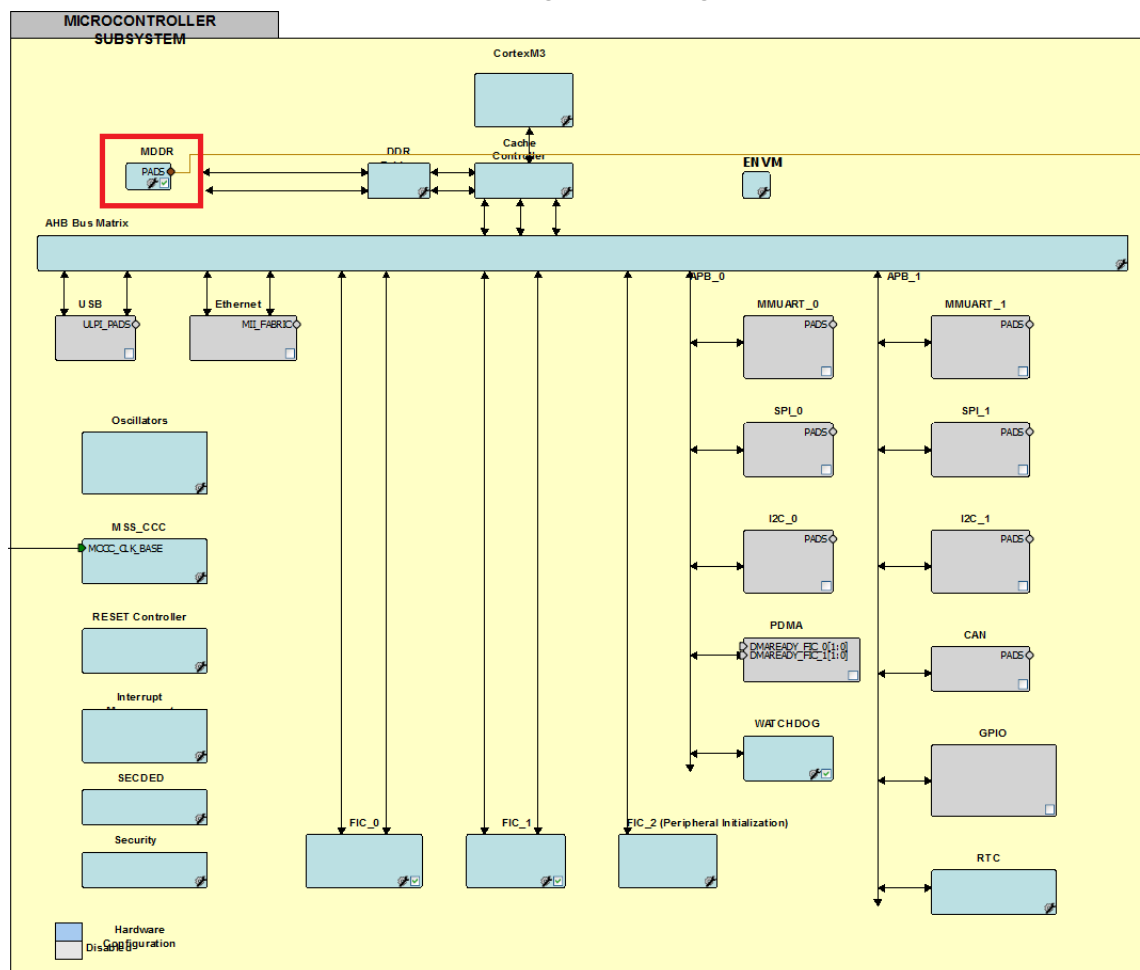 MICROCONTROLLER
SUBSYSTEM
CortexM3
MDDR
PADS
DDR
Cache
Controller
ENVM
AHB Bus Matrix
APB_0
APB_1
USB
ULPI_PADS
Ethernet
MII_FABRIC
MMUART_0
PADS
MMUART_1
PADS
Oscillators
SPI_0
PADS
SPI_1
PADS
MSS_CCC
MCCC_CLK_BASE
I2C_0
PADS
I2C_1
PADS
RESET Controller
PDMA
DMAREADY_FIC_0[1:0]
DMAREADY_FIC_1[1:0]
CAN
PADS
Interrupt
WATCHDOG
GPIO
SECDED
FIC_0
FIC_1
FIC_2 (Peripheral Initialization)
Security
RTC
Hardware
Configuration
Disabled